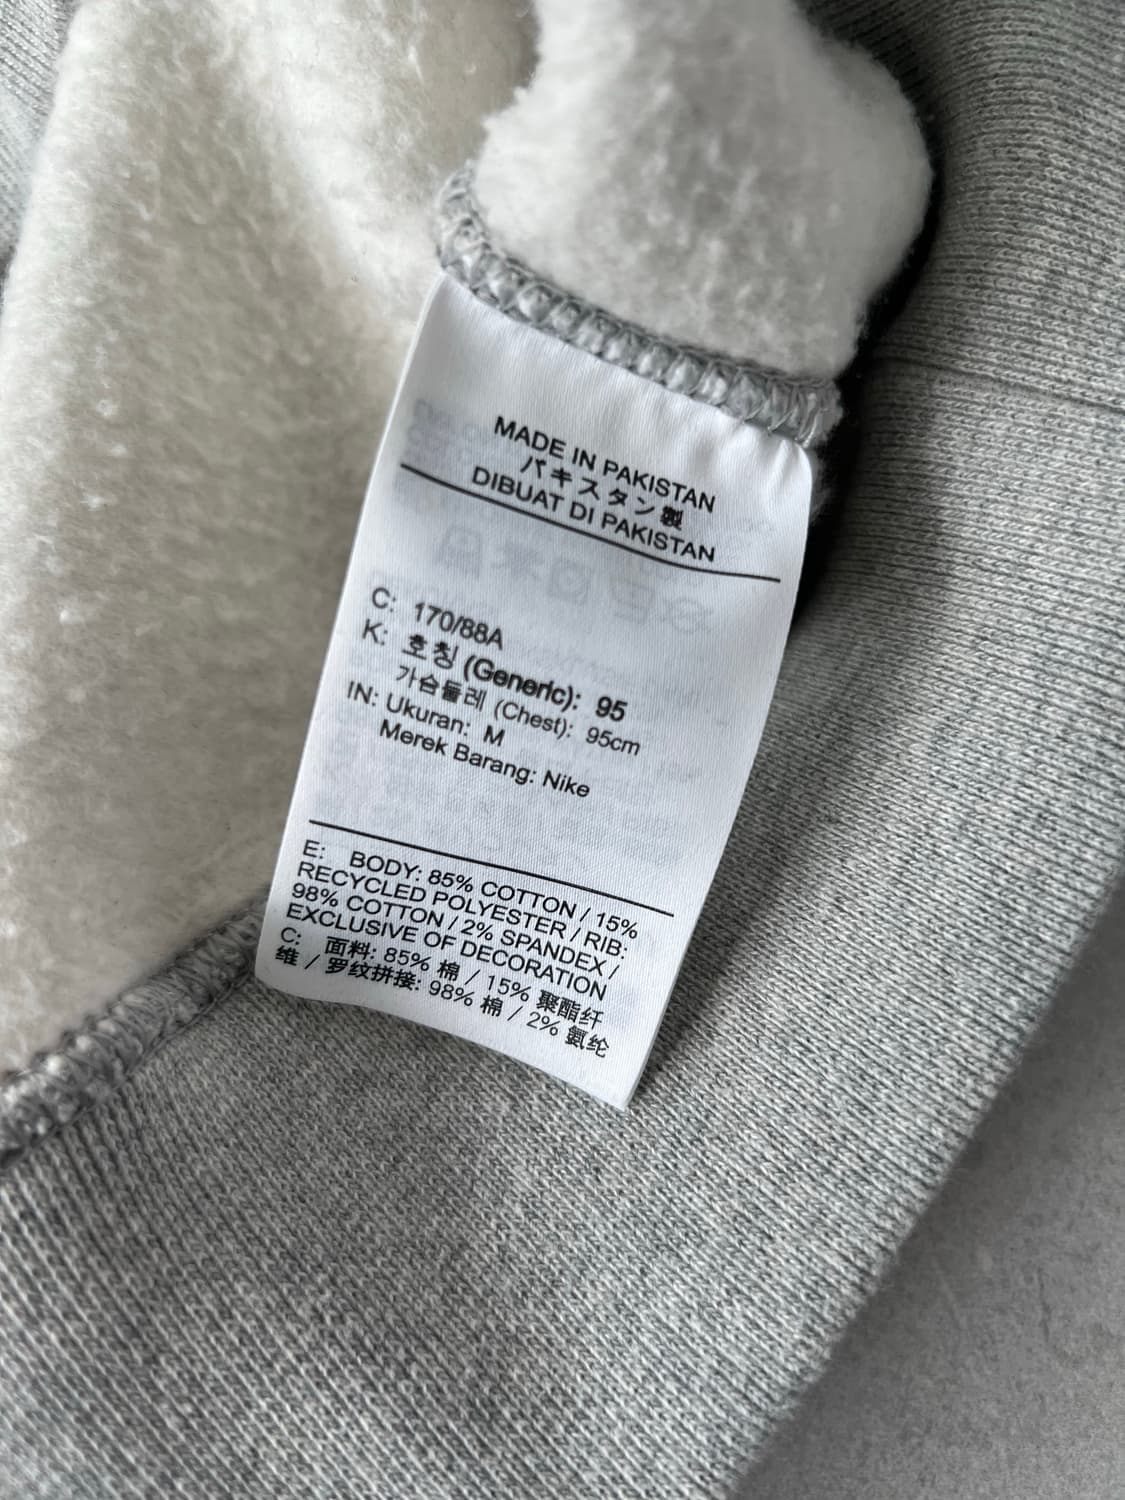 MADE IN PAKISTAN
パキスタン製
DIBUAT DI PAKISTAN
C: 170/88A
K: 호칭 (Generic): 95
가슴둘레 (Chest): 95cm
IN: Ukuran: M
Merek Barang: Nike
E: BODY: 85% COTTON / 15%
RECYCLED POLYESTER / RIB:
98% COTTON / 2% SPANDEX /
EXCLUSIVE OF DECORATION
C: 面料: 85% 棉 / 15% 聚酯纤
维 / 罗纹拼接: 98% 棉 / 2% 氨纶